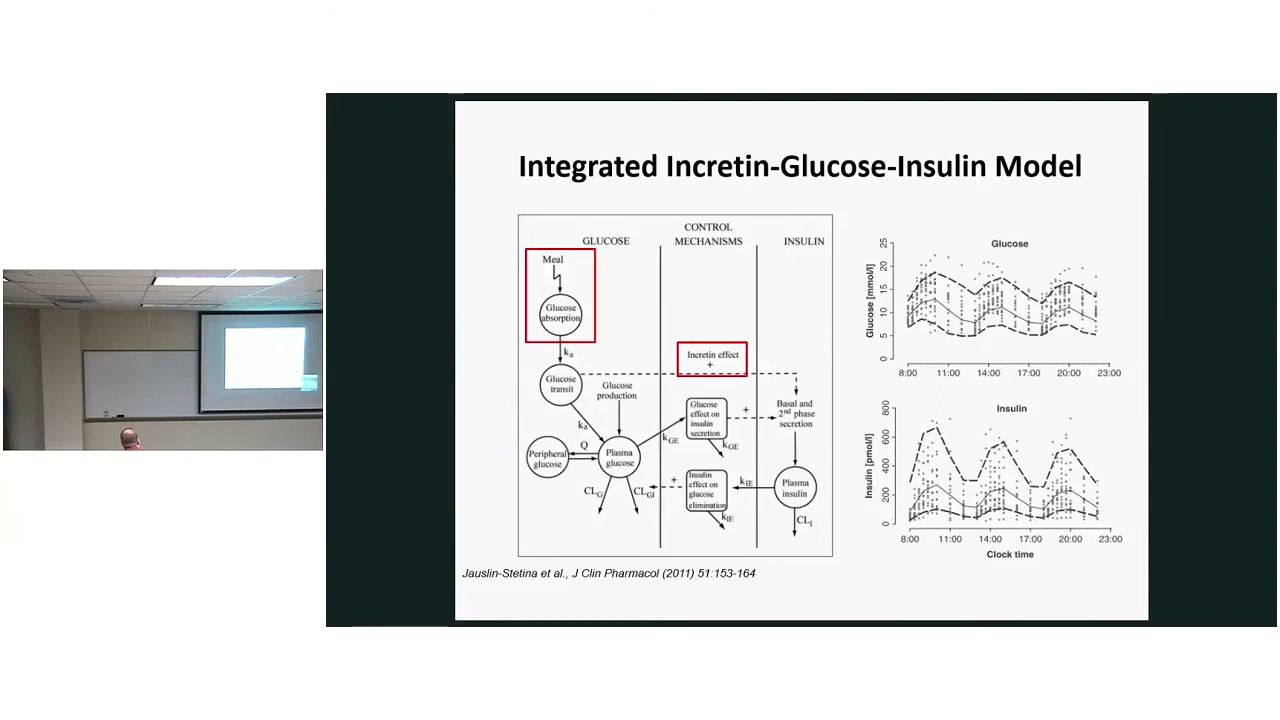 Integrated Incretin-Glucose-Insulin Model
GLUCOSE
CONTROL
MECHANISMS
INSULIN
Meal
Glucose
absorption
ka
Glucose
transit
Incretin effect
+
Glucose
production
ka
Glucose
effect on
insulin
secretion
+
Basal and
2nd phase
secretion
kGE
kGE
Peripheral
glucose
Q
Plasma
glucose
CLG
CLGI
+
Insulin
effect on
glucose
elimination
kIE
kIE
Plasma
insulin
CLI
Glucose
Glucose [mmol/l]
25
20
15
10
5
0
8:00 11:00 14:00 17:00 20:00 23:00
Insulin
Insulin [pmol/l]
800
600
400
200
0
8:00 11:00 14:00 17:00 20:00 23:00
Clock time
Jauslin-Stetina et al., J Clin Pharmacol (2011) 51:153-164